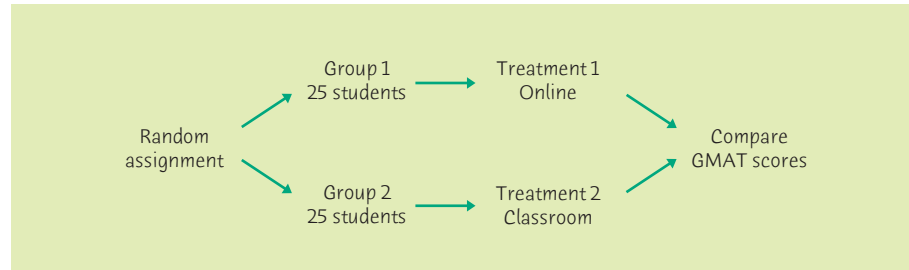 Random
assignment
Group 1
25 students
Treatment 1
Online
Group 2
25 students
Treatment 2
Classroom
Compare
GMAT scores